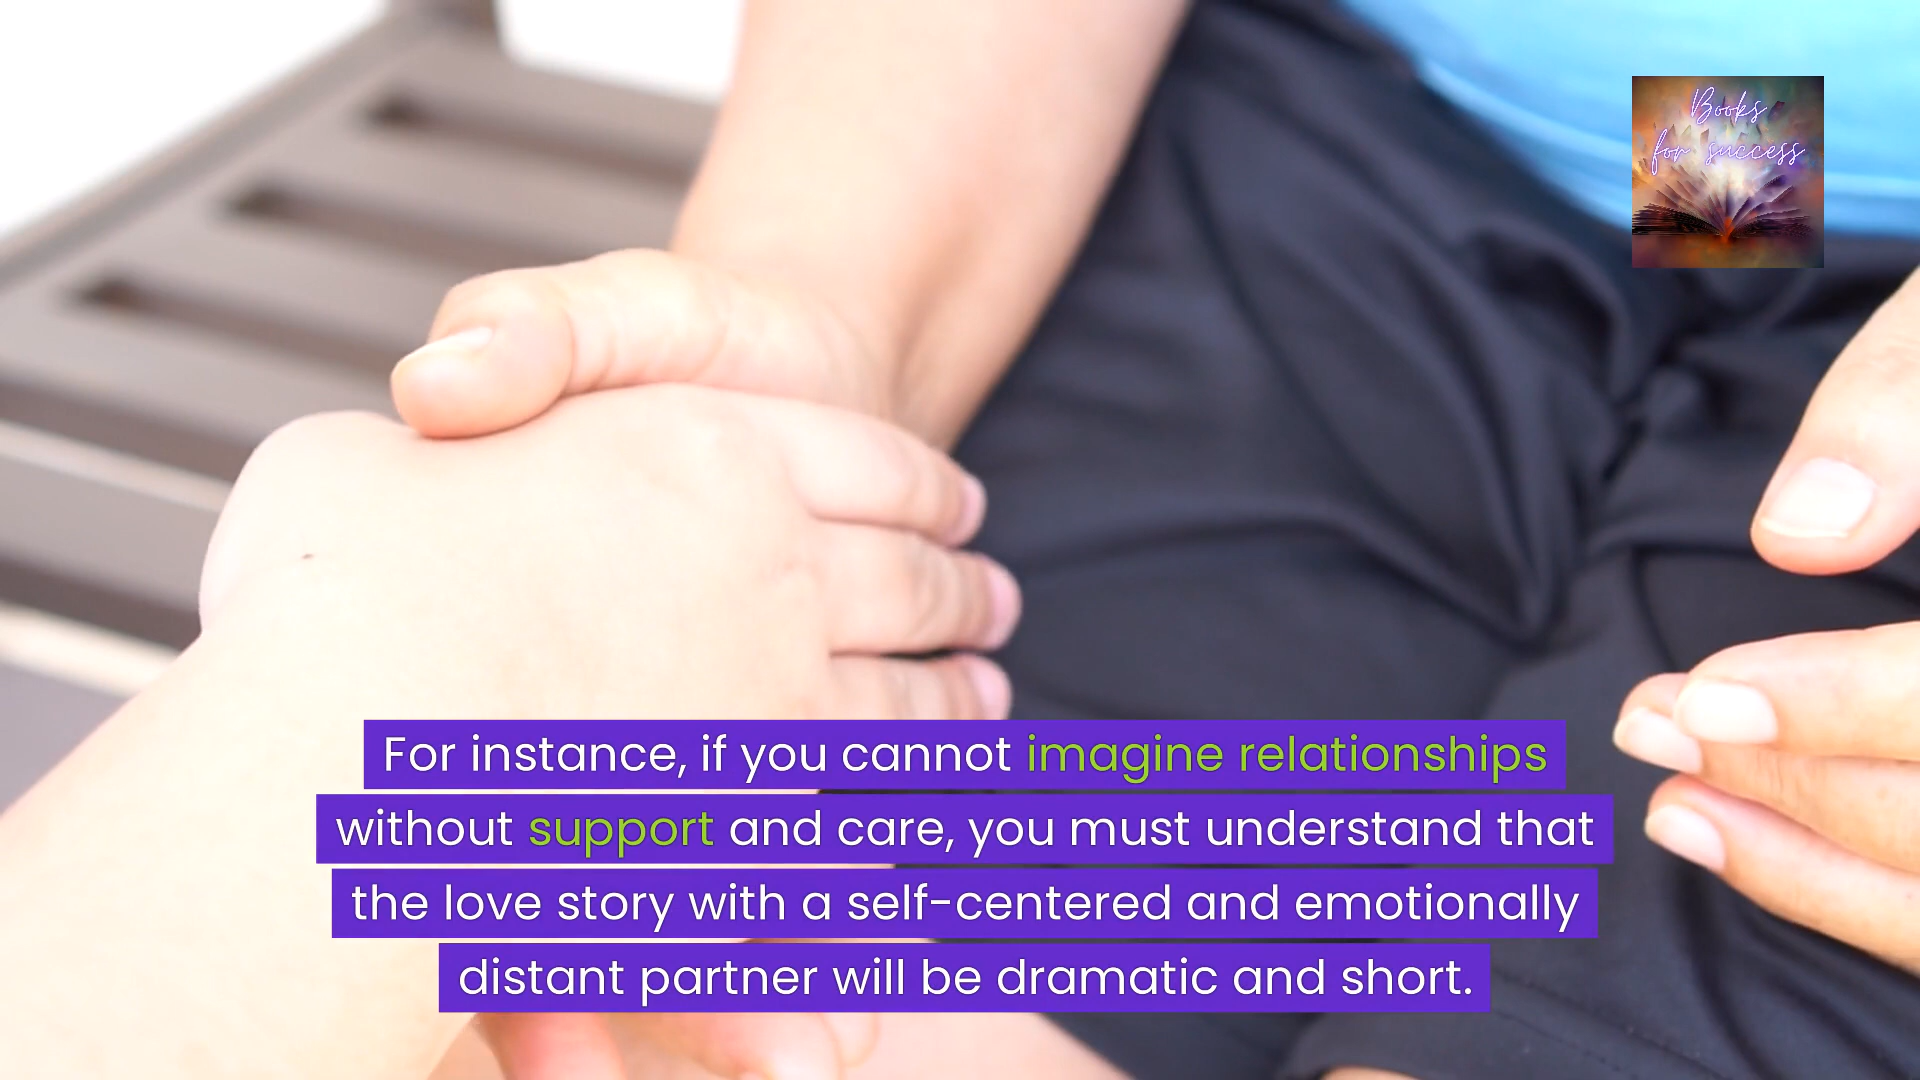 Books
for success
For instance, if you cannot imagine relationships
without support and care, you must understand that
the love story with a self-centered and emotionally
distant partner will be dramatic and short.